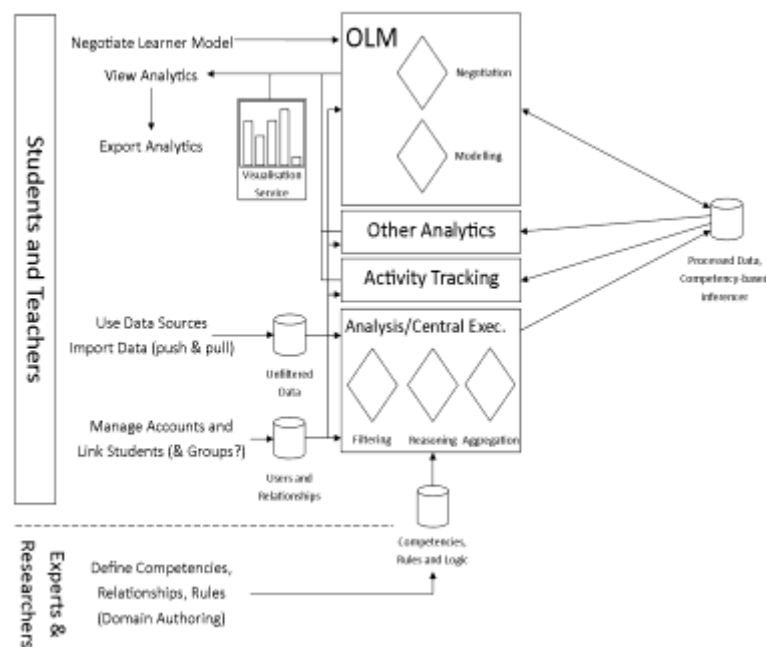 Negotiate Learner Model
OLM
Negotiation
View Analytics
Export Analytics
Visualisation
Service
Modelling
Students and Teachers
Other Analytics
Activity Tracking
Processed Data,
Competency-based
Inferencer
Use Data Sources
Import Data (push & pull)
Unfiltered
Data
Analysis/Central Exec.
Filtering
Reasoning
Aggregation
Manage Accounts and
Link Students (& Groups?)
Users and
Relationships
Competencies,
Rules and Logic
Experts &
Researchers
Define Competencies,
Relationships, Rules
(Domain Authoring)